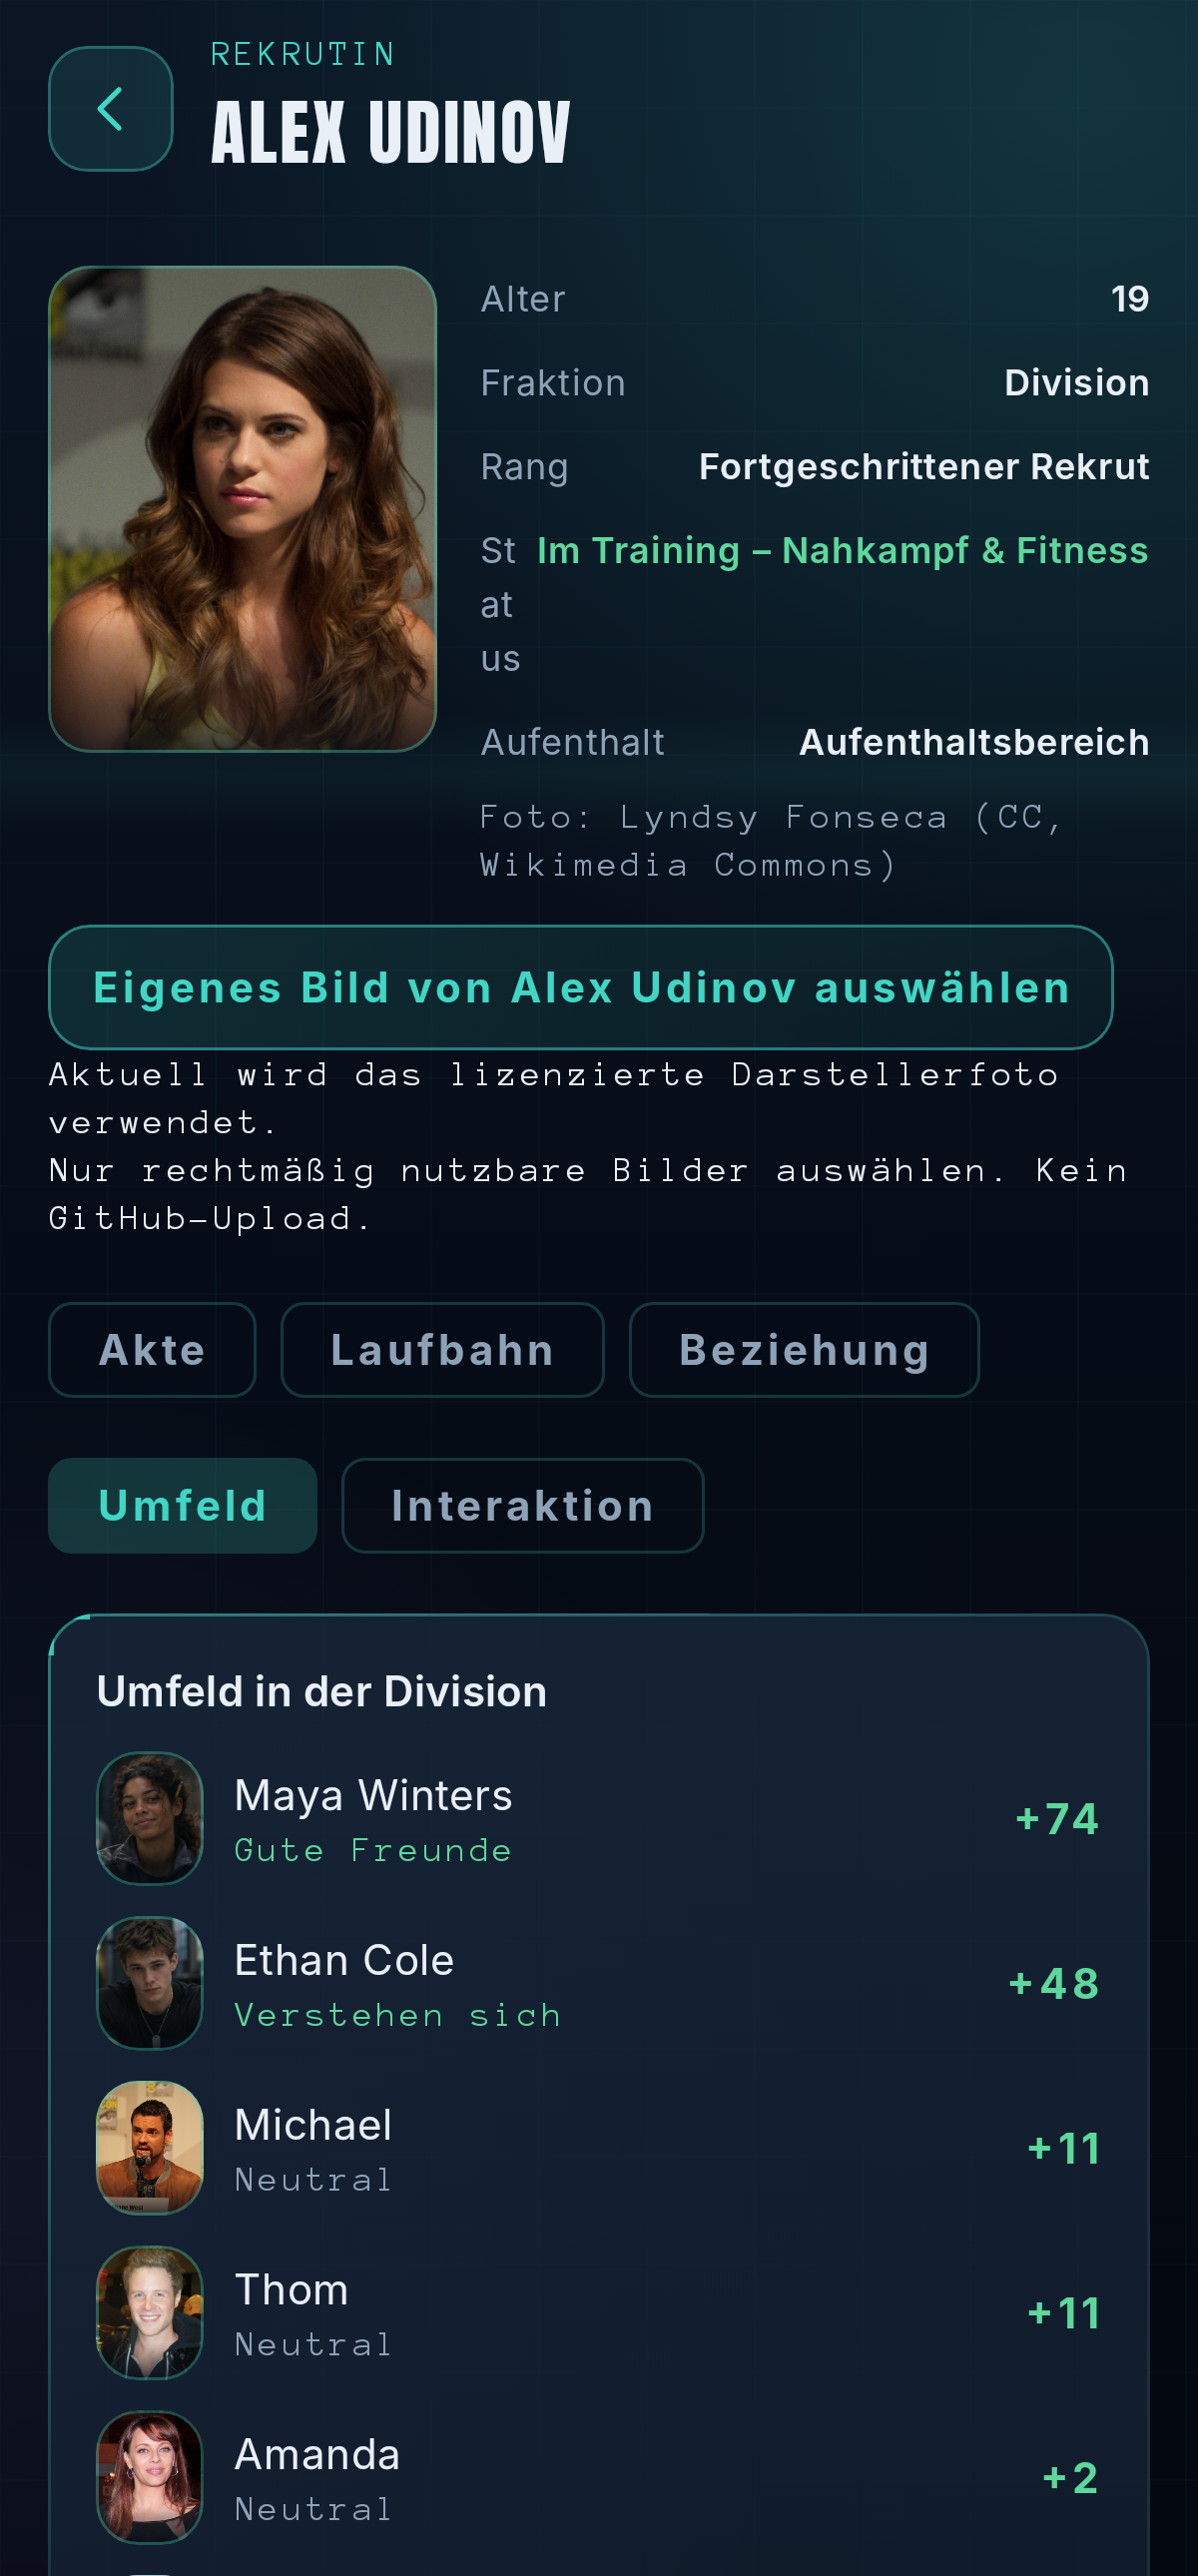 REKRUTIN
ALEX UDINOV
Alter 19
Fraktion Division
Rang Fortgeschrittener Rekrut
St Im Training – Nahkampf & Fitness
at
us
Aufenthalt Aufenthaltsbereich
Foto: Lyndsy Fonseca (CC,
Wikimedia Commons)
Eigenes Bild von Alex Udinov auswählen
Aktuell wird das lizenzierte Darstellerfoto
verwendet.
Nur rechtmäßig nutzbare Bilder auswählen. Kein
GitHub-Upload.
Akte Laufbahn Beziehung
Umfeld Interaktion
Umfeld in der Division
Maya Winters
Gute Freunde
+74
Ethan Cole
Verstehen sich
+48
Michael
Neutral
+11
Thom
Neutral
+11
Amanda
Neutral
+2